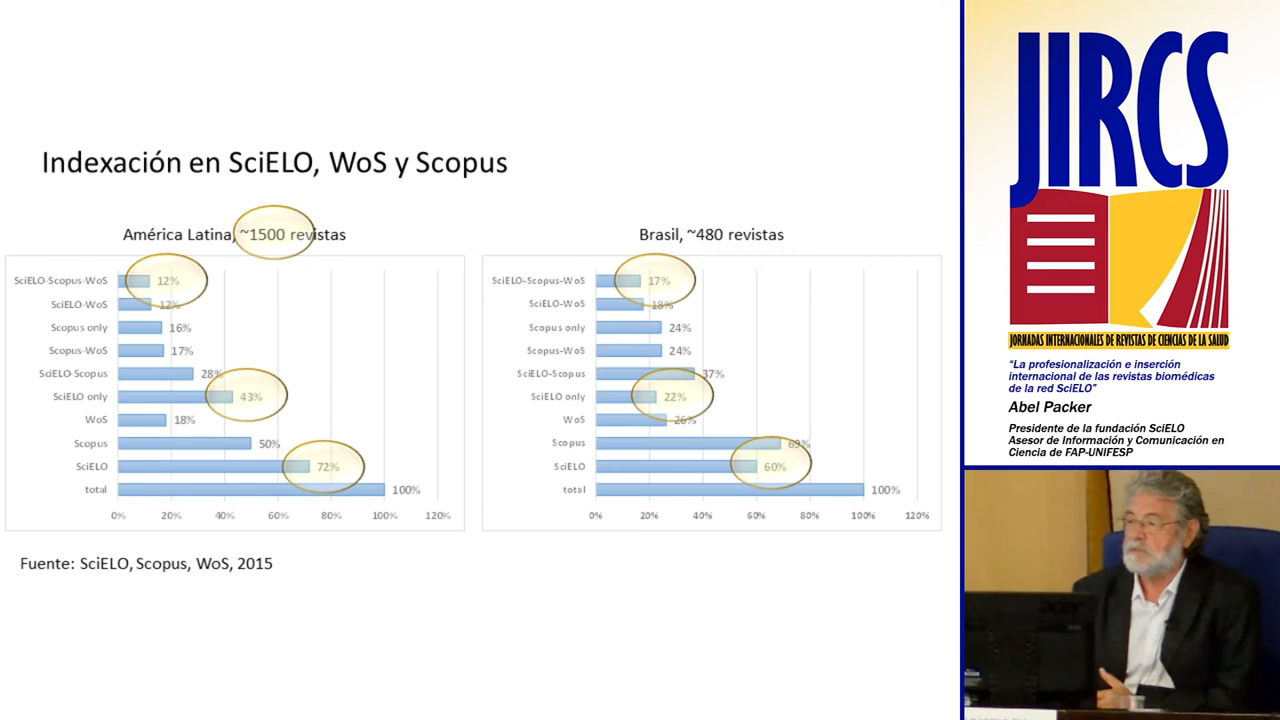 Indexación en SciELO, WoS y Scopus
América Latina, ~1500 revistas
SciELO-Scopus-WoS 12%
SciELO-WoS 12%
Scopus only 16%
Scopus-WoS 17%
SciELO-Scopus 28%
SciELO only 43%
WoS 18%
Scopus 50%
SciELO 72%
total 100%
0% 20% 40% 60% 80% 100% 120%
Brasil, ~480 revistas
SciELO-Scopus-WoS 17%
SciELO-WoS 18%
Scopus only 24%
Scopus-WoS 24%
SciELO-Scopus 37%
SciELO only 22%
WoS 26%
Scopus 69%
SciELO 60%
total 100%
0% 20% 40% 60% 80% 100% 120%
Fuente: SciELO, Scopus, WoS, 2015
JIRCS
JORNADAS INTERNACIONALES DE REVISTAS DE CIENCIAS DE LA SALUD
"La profesionalización e inserción
internacional de las revistas biomédicas
de la red SciELO"
Abel Packer
Presidente de la fundación SciELO
Asesor de Información y Comunicación en
Ciencia de FAP-UNIFESP
acer